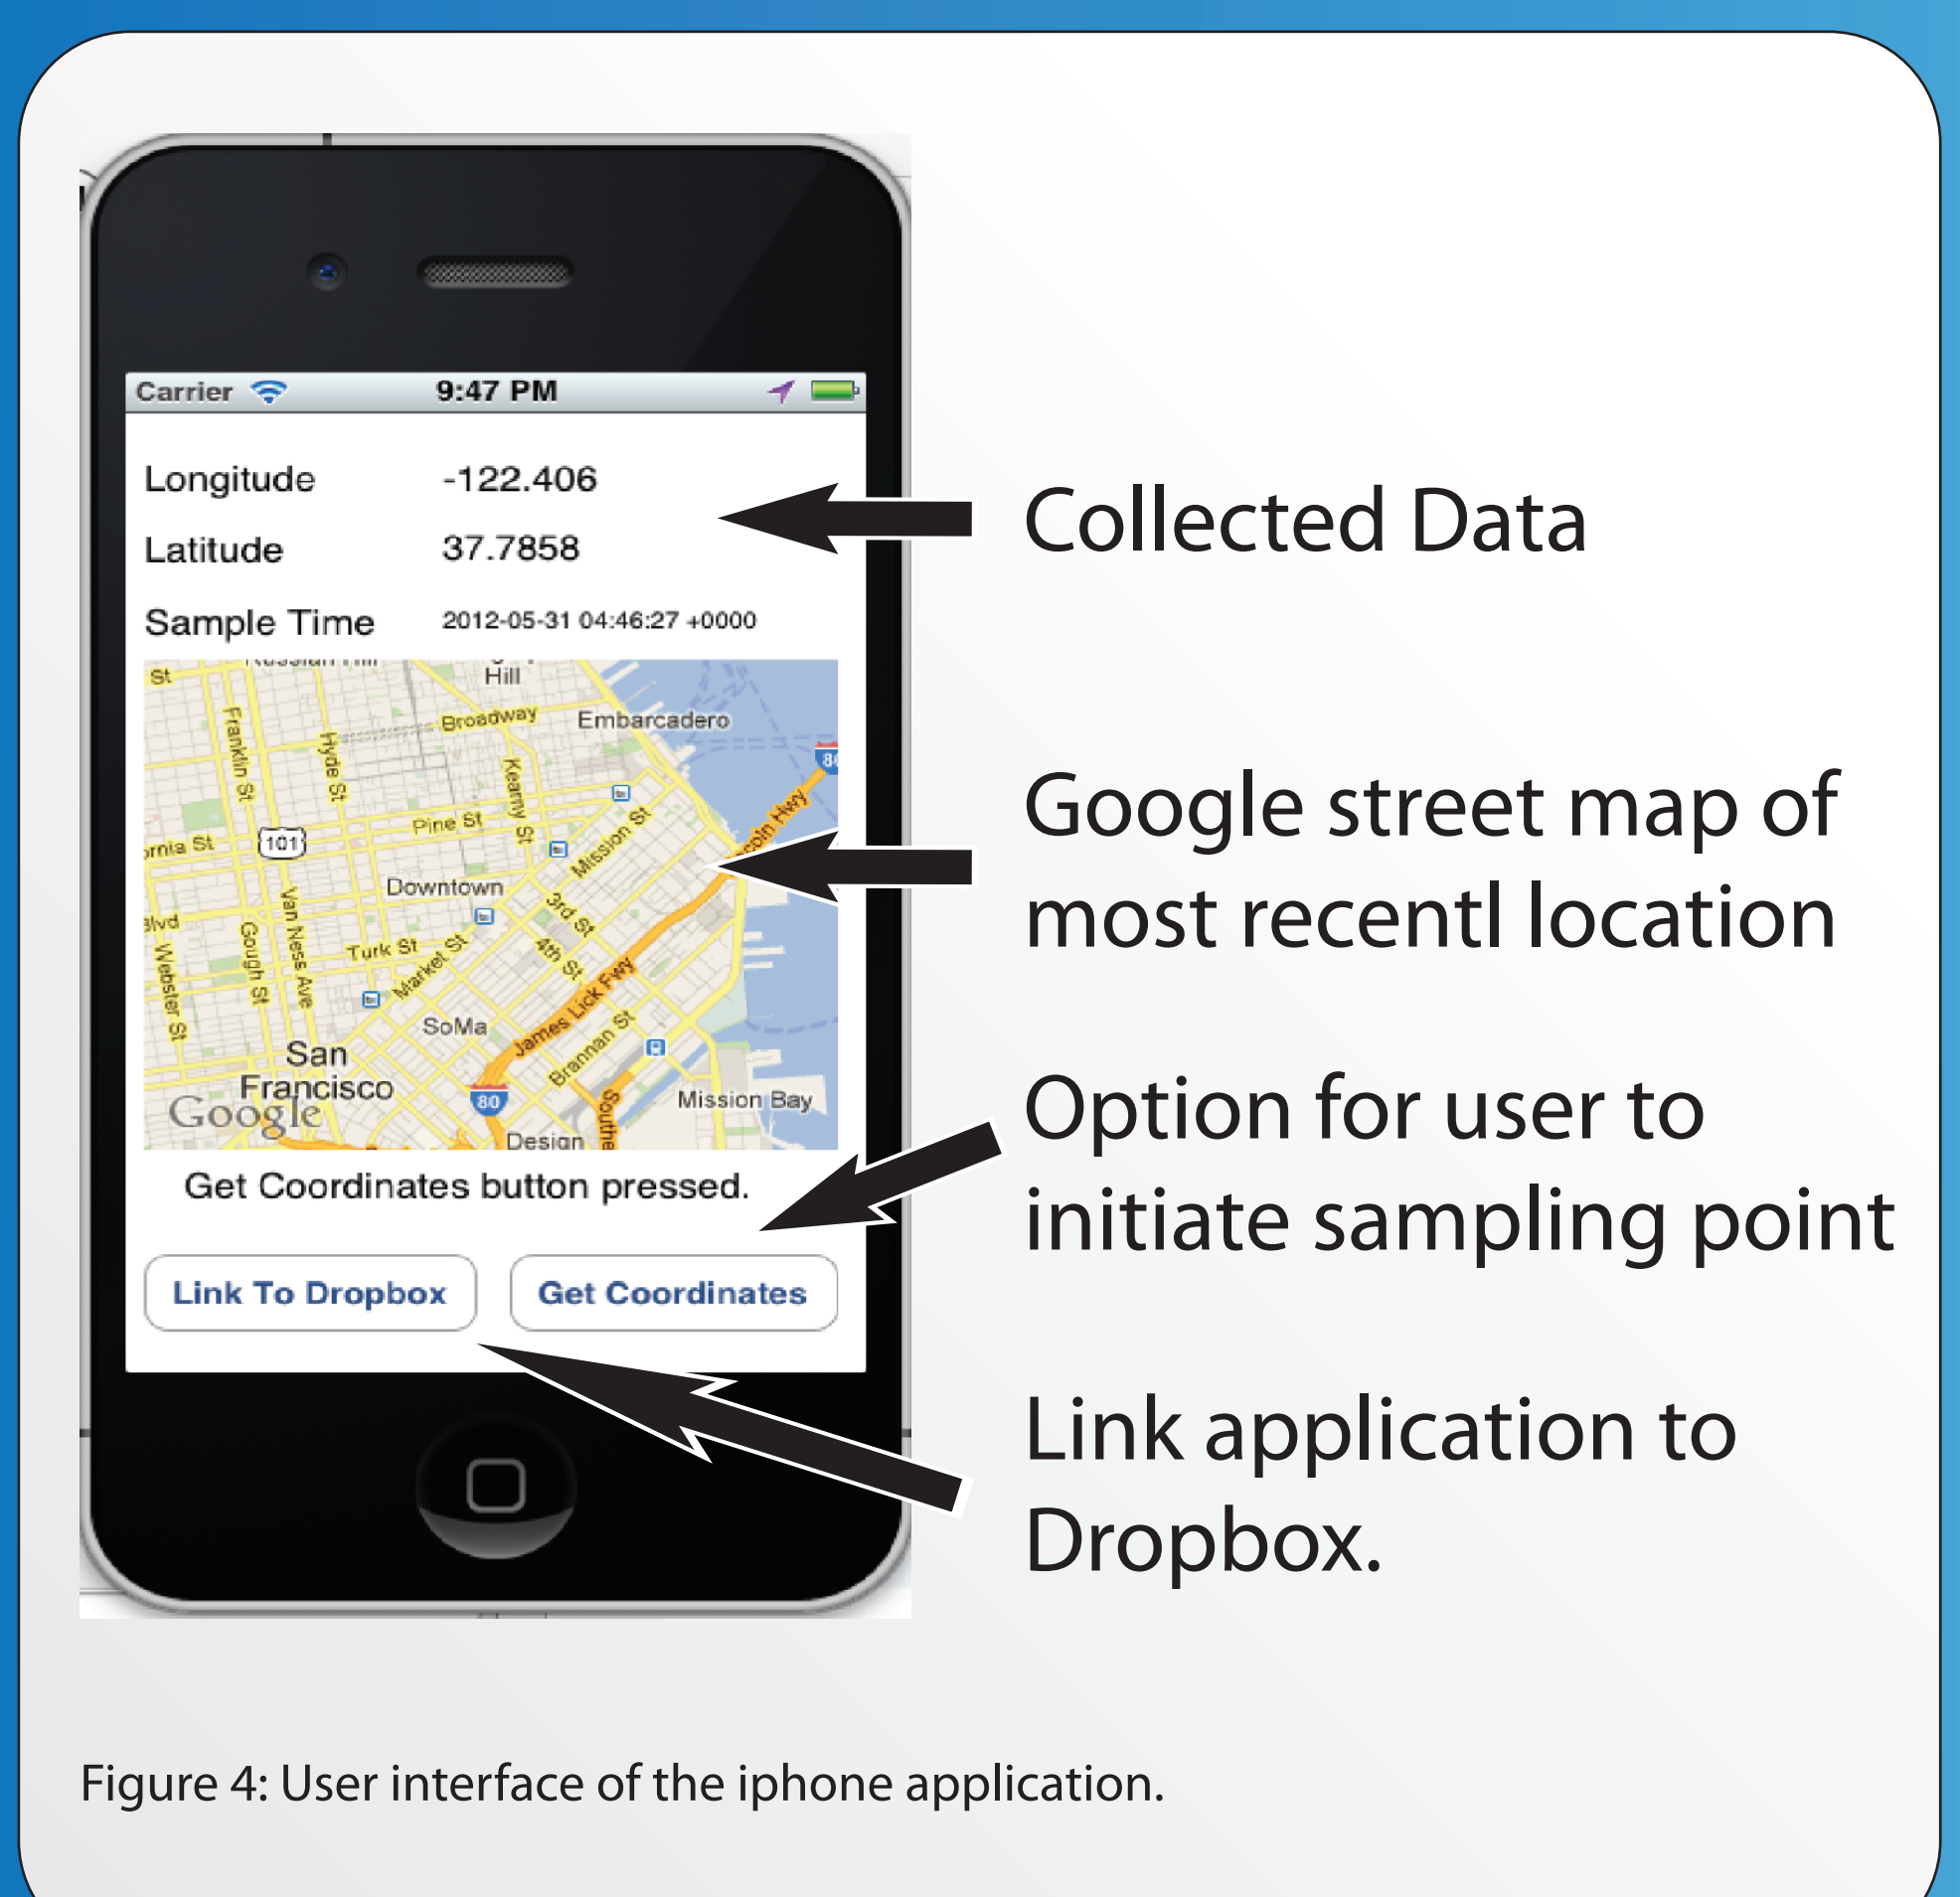 Carrier 9:47 PM
Longitude -122.406
Latitude 37.7858
Sample Time 2012-05-31 04:46:27 +0000
Collected Data
St
Hill
Broadway
Embarcadero
Franklin St
Hyde St
Kearny St
80
Pine St
Mission St
101
Downtown
Van Ness Ave
3rd St
4th St
Turk St
Market St
Gough St
Webster St
SoMa
James Lick Fwy
Brannan St
San
Francisco
Google
80
Mission Bay
Design
Google street map of
most recentl location
Get Coordinates button pressed.
Option for user to
initiate sampling point
Link To Dropbox Get Coordinates
Link application to
Dropbox.
Figure 4: User interface of the iphone application.